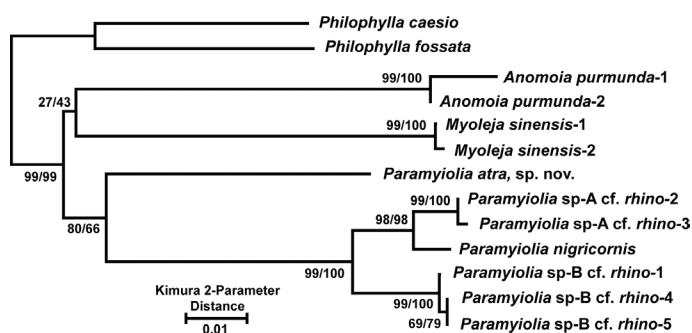 Philophylla caesio
Philophylla fossata
99/100
Anomoia purmunda-1
27/43
Anomoia purmunda-2
99/100
Myoleja sinensis-1
Myoleja sinensis-2
99/99
Paramyiolia atra, sp. nov.
99/100
Paramyiolia sp-A cf. rhino-2
98/98
Paramyiolia sp-A cf. rhino-3
80/66
Paramyiolia nigricornis
99/100
Paramyiolia sp-B cf. rhino-1
Kimura 2-Parameter
Distance
99/100
Paramyiolia sp-B cf. rhino-4
0.01
69/79
Paramyiolia sp-B cf. rhino-5